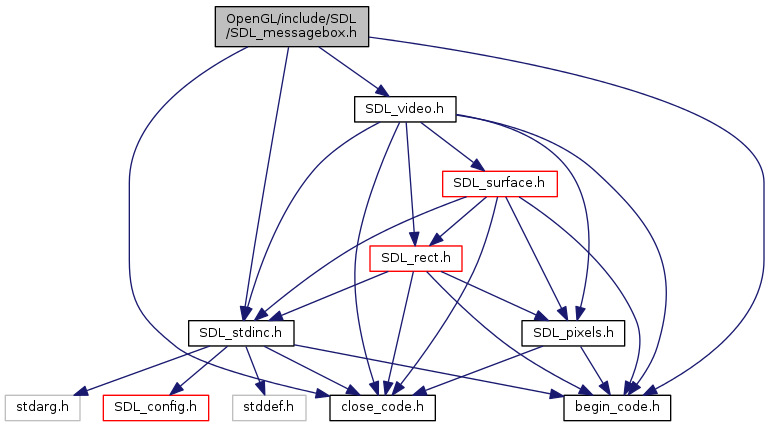 OpenGL/include/SDL
/SDL_messagebox.h
SDL_video.h
SDL_surface.h
SDL_rect.h
SDL_stdinc.h
SDL_pixels.h
stdarg.h
SDL_config.h
stddef.h
close_code.h
begin_code.h